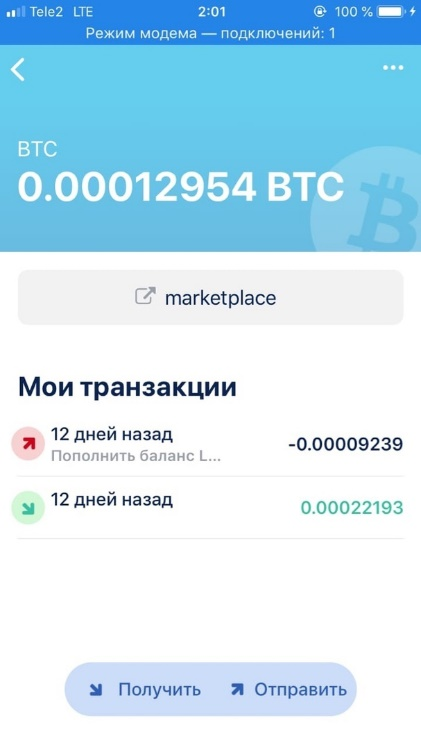 Tele2 LTE 2:01 100 %
Режим модема — подключений: 1
BTC
0.00012954 BTC
marketplace
Мои транзакции
12 дней назад -0.00009239
Пополнить баланс L...
12 дней назад 0.00022193
Получить Отправить